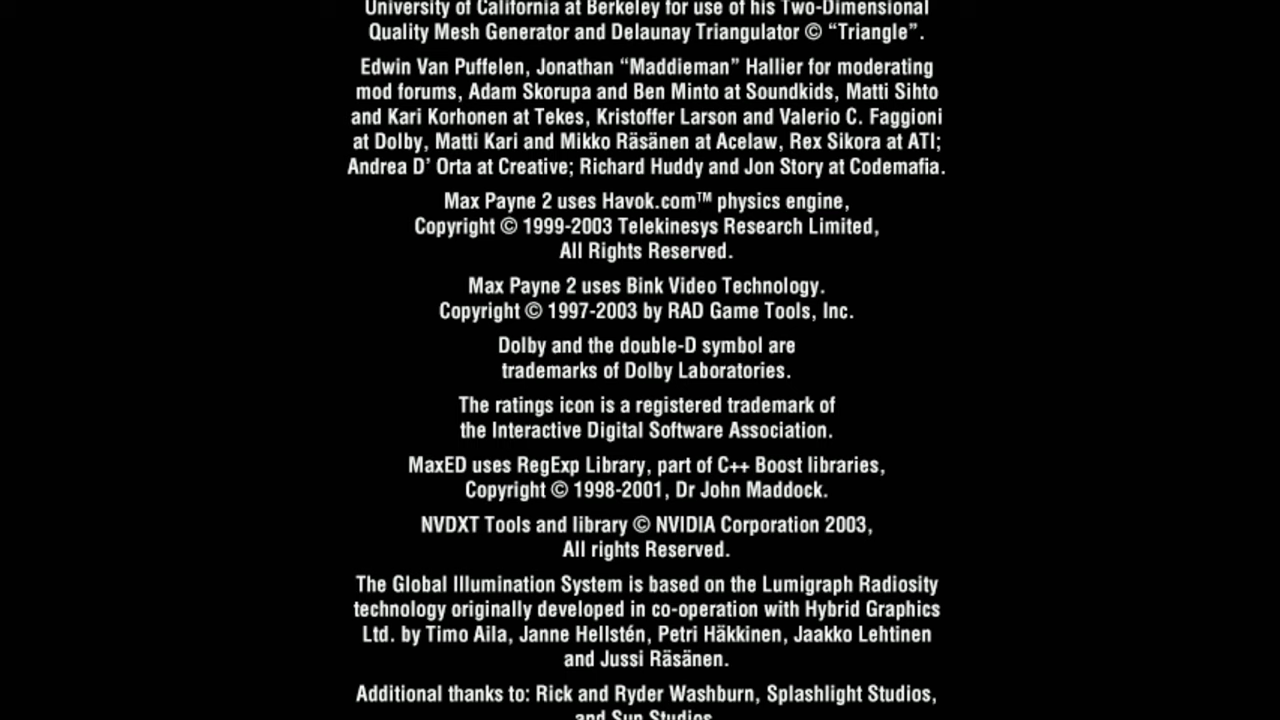 University of California at Berkeley for use of his Two-Dimensional
Quality Mesh Generator and Delaunay Triangulator © “Triangle”.
Edwin Van Puffelen, Jonathan “Maddieman” Hallier for moderating
mod forums, Adam Skorupa and Ben Minto at Soundkids, Matti Sihto
and Kari Korhonen at Tekes, Kristoffer Larson and Valerio C. Faggioni
at Dolby, Matti Kari and Mikko Räsänen at Acelaw, Rex Sikora at ATI;
Andrea D’ Orta at Creative; Richard Huddy and Jon Story at Codemafia.
Max Payne 2 uses Havok.com™ physics engine,
Copyright © 1999-2003 Telekinesys Research Limited,
All Rights Reserved.
Max Payne 2 uses Bink Video Technology.
Copyright © 1997-2003 by RAD Game Tools, Inc.
Dolby and the double-D symbol are
trademarks of Dolby Laboratories.
The ratings icon is a registered trademark of
the Interactive Digital Software Association.
MaxED uses RegExp Library, part of C++ Boost libraries,
Copyright © 1998-2001, Dr John Maddock.
NVDXT Tools and library © NVIDIA Corporation 2003,
All rights Reserved.
The Global Illumination System is based on the Lumigraph Radiosity
technology originally developed in co-operation with Hybrid Graphics
Ltd. by Timo Aila, Janne Hellstén, Petri Häkkinen, Jaakko Lehtinen
and Jussi Räsänen.
Additional thanks to: Rick and Ryder Washburn, Splashlight Studios,
and Sun Studios